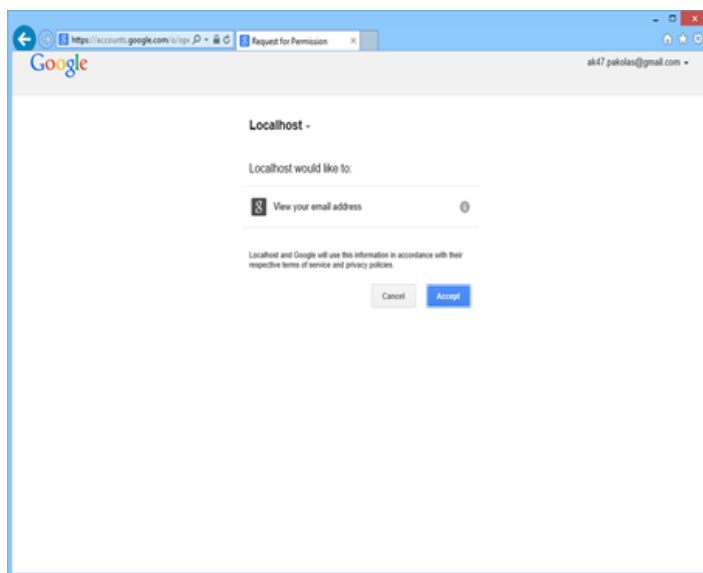 https://accounts.google.com/o/op
Request for Permission
Google
ak47.pakolas@gmail.com
Localhost
Localhost would like to:
View your email address
Localhost and Google will use this information in accordance with their
respective terms of service and privacy policies.
Cancel
Accept